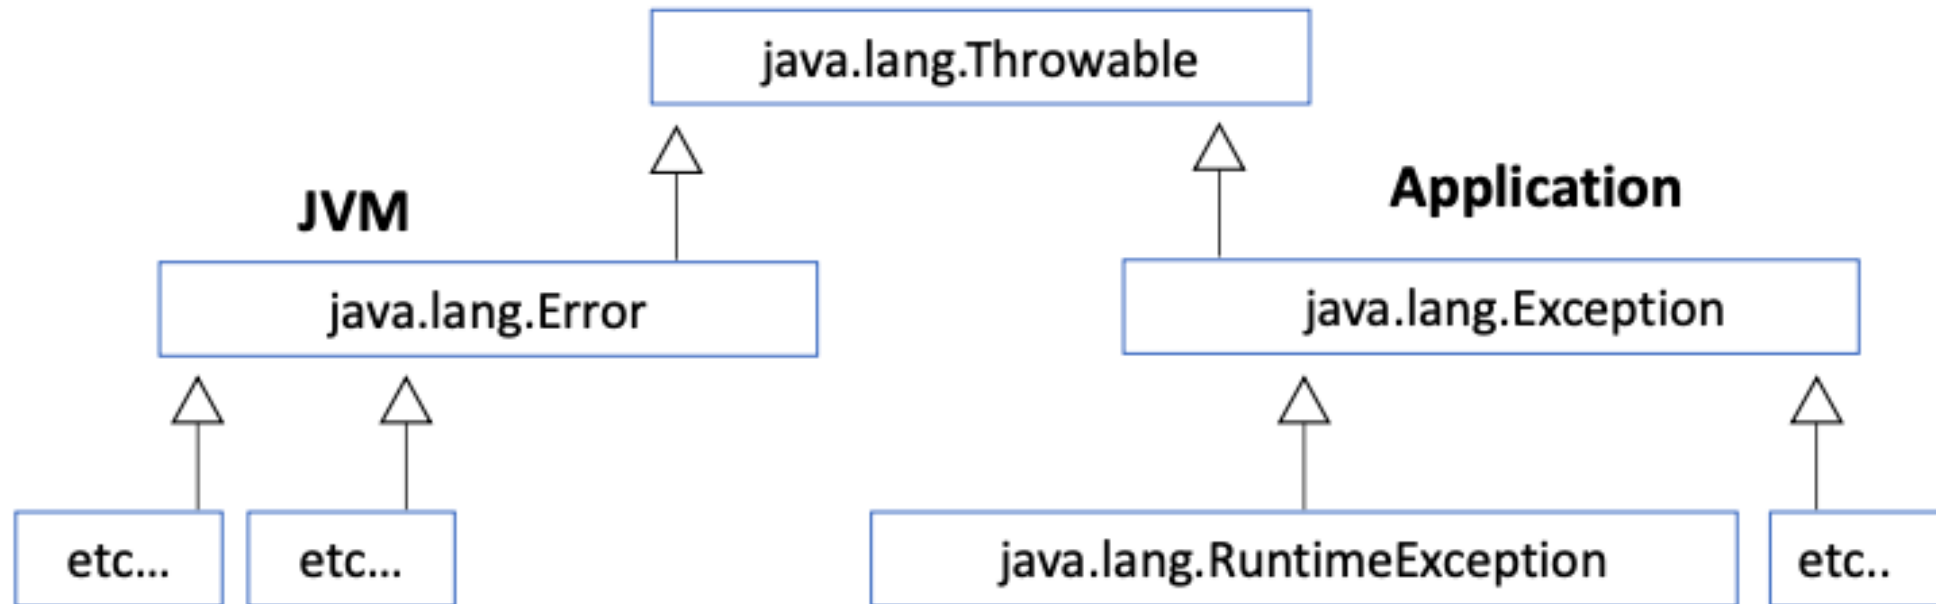 java.lang.Throwable
JVM
Application
java.lang.Error
java.lang.Exception
etc...
etc...
java.lang.RuntimeException
etc..